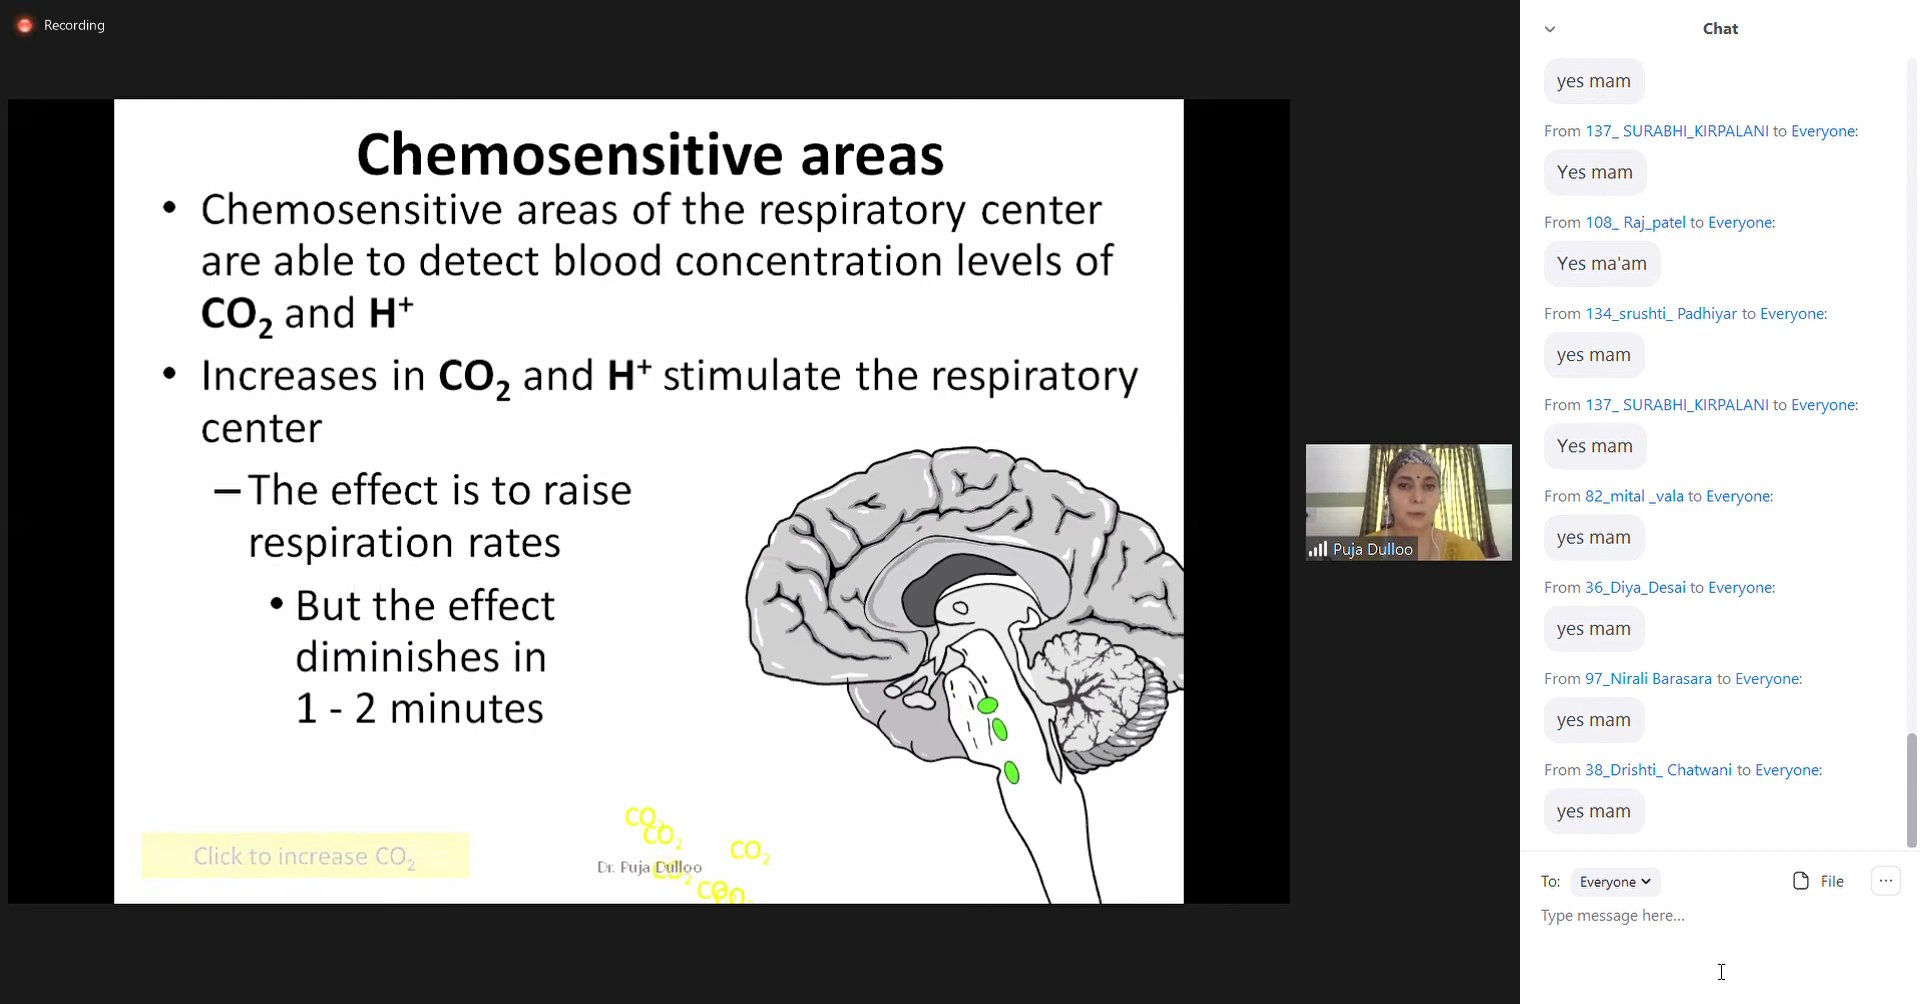 Recording
Chemosensitive areas
• Chemosensitive areas of the respiratory center
are able to detect blood concentration levels of
CO₂ and H⁺
• Increases in CO₂ and H⁺ stimulate the respiratory
center
– The effect is to raise
respiration rates
• But the effect
diminishes in
1 - 2 minutes
Click to increase CO₂
CO₂
CO₂
CO₂
Dr. Puja Dulloo
CO₂
CO₂
CO₂
Puja Dulloo
Chat
yes mam
From 137_ SURABHI_KIRPALANI to Everyone:
Yes mam
From 108_ Raj_patel to Everyone:
Yes ma'am
From 134_srushti_ Padhiyar to Everyone:
yes mam
From 137_ SURABHI_KIRPALANI to Everyone:
Yes mam
From 82_mital _vala to Everyone:
yes mam
From 36_Diya_Desai to Everyone:
yes mam
From 97_Nirali Barasara to Everyone:
yes mam
From 38_Drishti_ Chatwani to Everyone:
yes mam
To: Everyone File ...
Type message here...